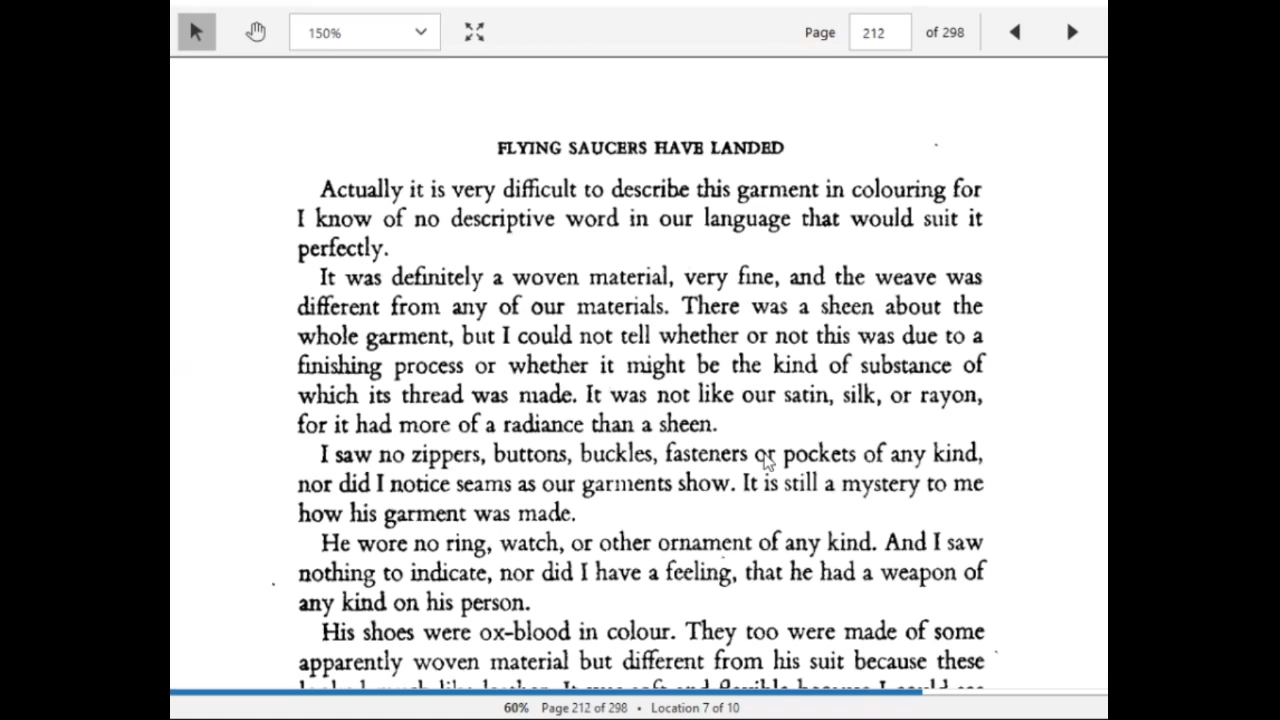 150%
Page 212 of 298
FLYING SAUCERS HAVE LANDED
Actually it is very difficult to describe this garment in colouring for
I know of no descriptive word in our language that would suit it
perfectly.
It was definitely a woven material, very fine, and the weave was
different from any of our materials. There was a sheen about the
whole garment, but I could not tell whether or not this was due to a
finishing process or whether it might be the kind of substance of
which its thread was made. It was not like our satin, silk, or rayon,
for it had more of a radiance than a sheen.
I saw no zippers, buttons, buckles, fasteners or pockets of any kind,
nor did I notice seams as our garments show. It is still a mystery to me
how his garment was made.
He wore no ring, watch, or other ornament of any kind. And I saw
nothing to indicate, nor did I have a feeling, that he had a weapon of
any kind on his person.
His shoes were ox-blood in colour. They too were made of some
apparently woven material but different from his suit because these
60% Page 212 of 298 • Location 7 of 10